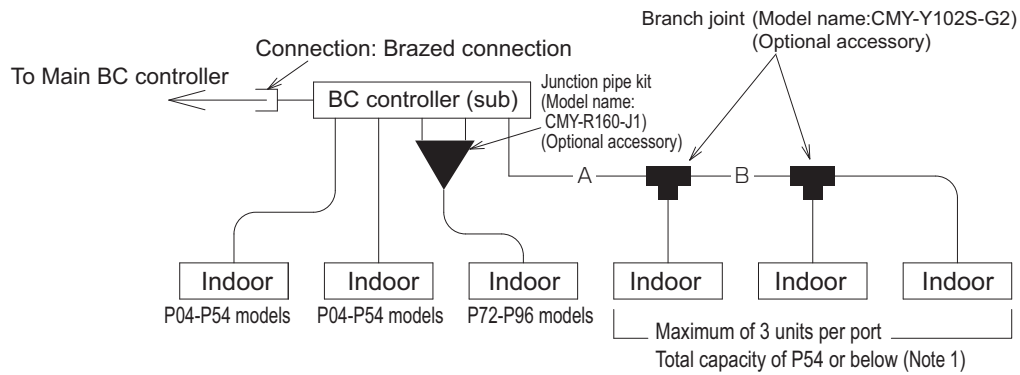 Branch joint (Model name:CMY-Y102S-G2)
(Optional accessory)
Connection: Brazed connection
To Main BC controller
BC controller (sub)
Junction pipe kit
(Model name:
CMY-R160-J1)
(Optional accessory)
A
B
Indoor
Indoor
Indoor
Indoor
Indoor
Indoor
P04-P54 models
P04-P54 models
P72-P96 models
Maximum of 3 units per port
Total capacity of P54 or below (Note 1)